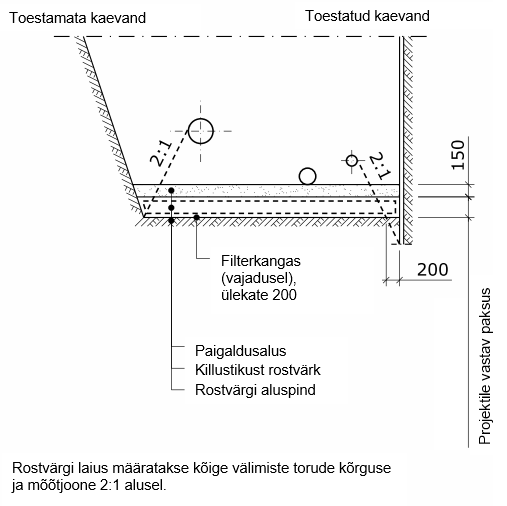 Toestamata kaevand
Toestatud kaevand
2:1
2:1
150
200
Filterkangas
(vajadusel),
ülekate 200
Paigaldusalus
Killustikust rostvärk
Rostvärgi aluspind
Projektile vastav paksus
Rostvärgi laius määratakse kõige välimiste torude kõrguse
ja mõõtjoone 2:1 alusel.